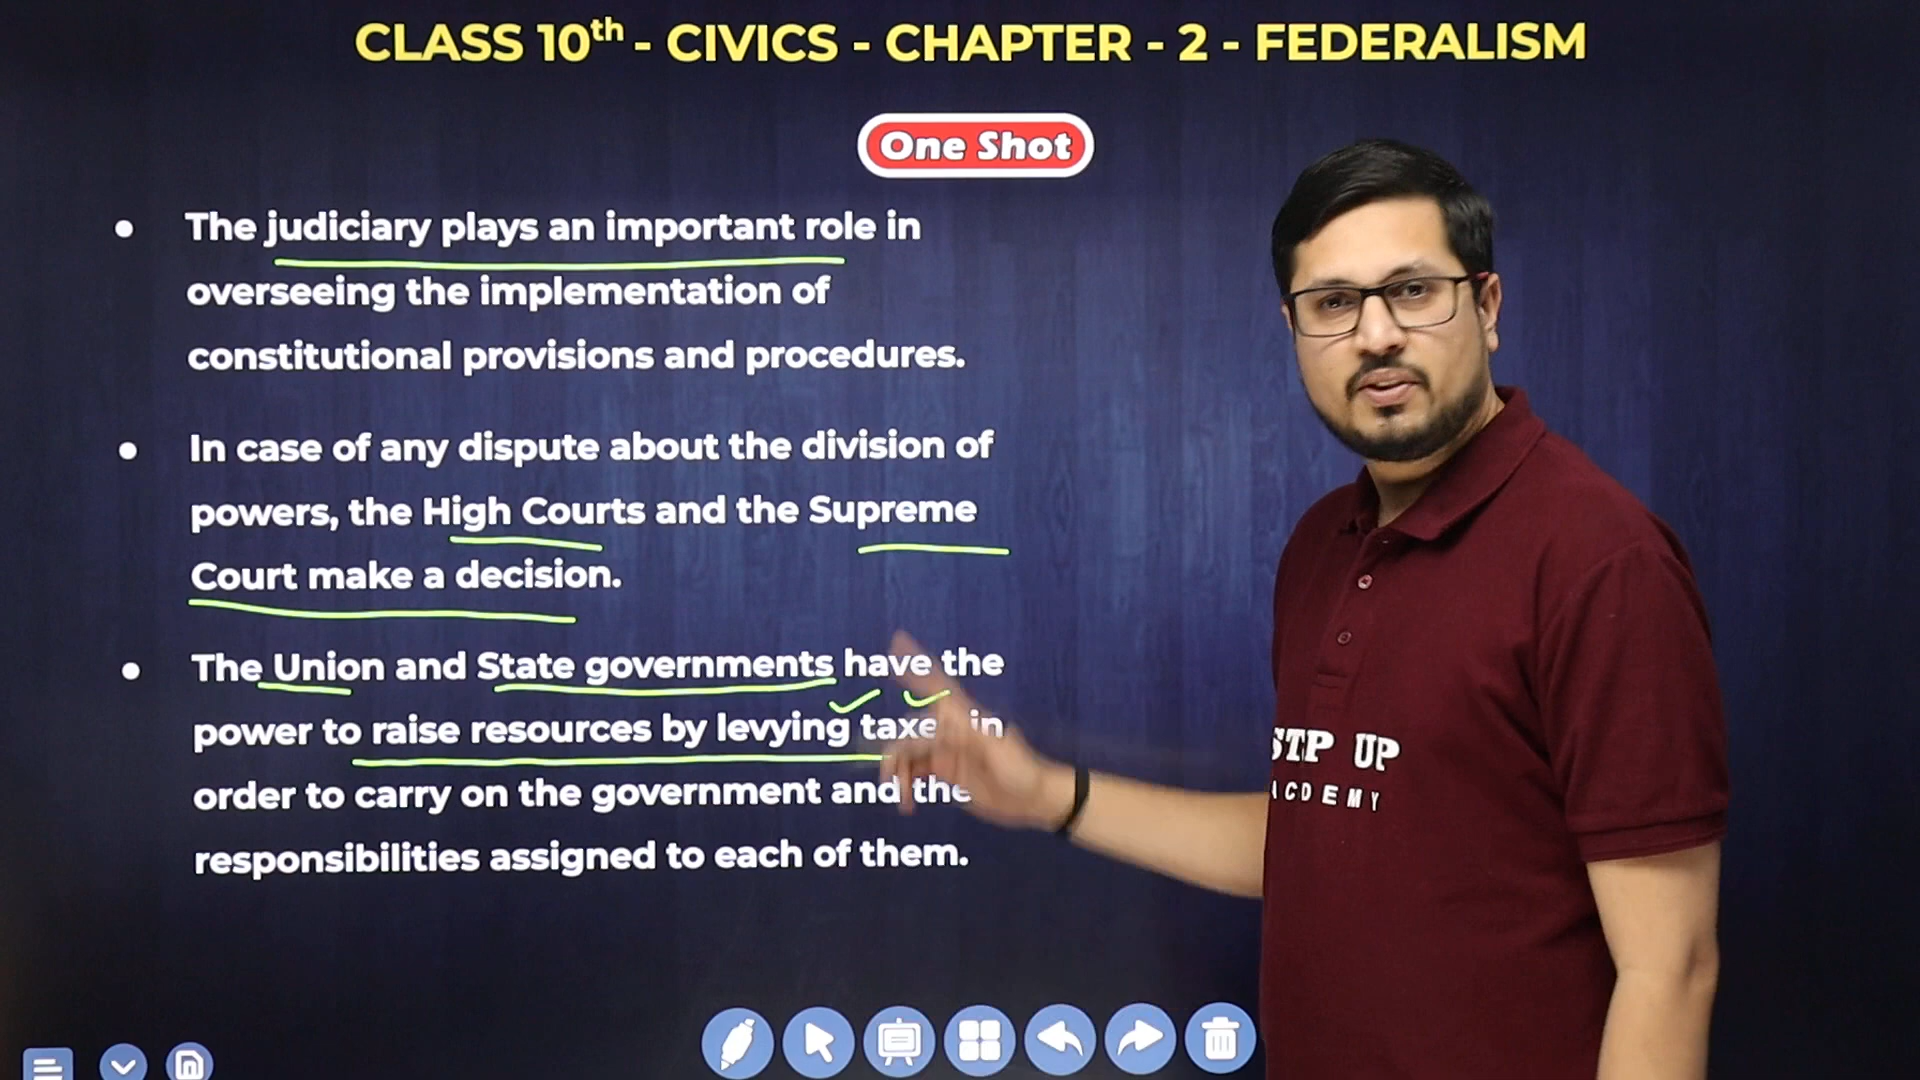 CLASS 10th - CIVICS - CHAPTER - 2 - FEDERALISM
One Shot
• The judiciary plays an important role in
overseeing the implementation of
constitutional provisions and procedures.
• In case of any dispute about the division of
powers, the High Courts and the Supreme
Court make a decision.
• The Union and State governments have the
power to raise resources by levying taxes in
order to carry on the government and the
responsibilities assigned to each of them.
STEP UP
ACDEMY